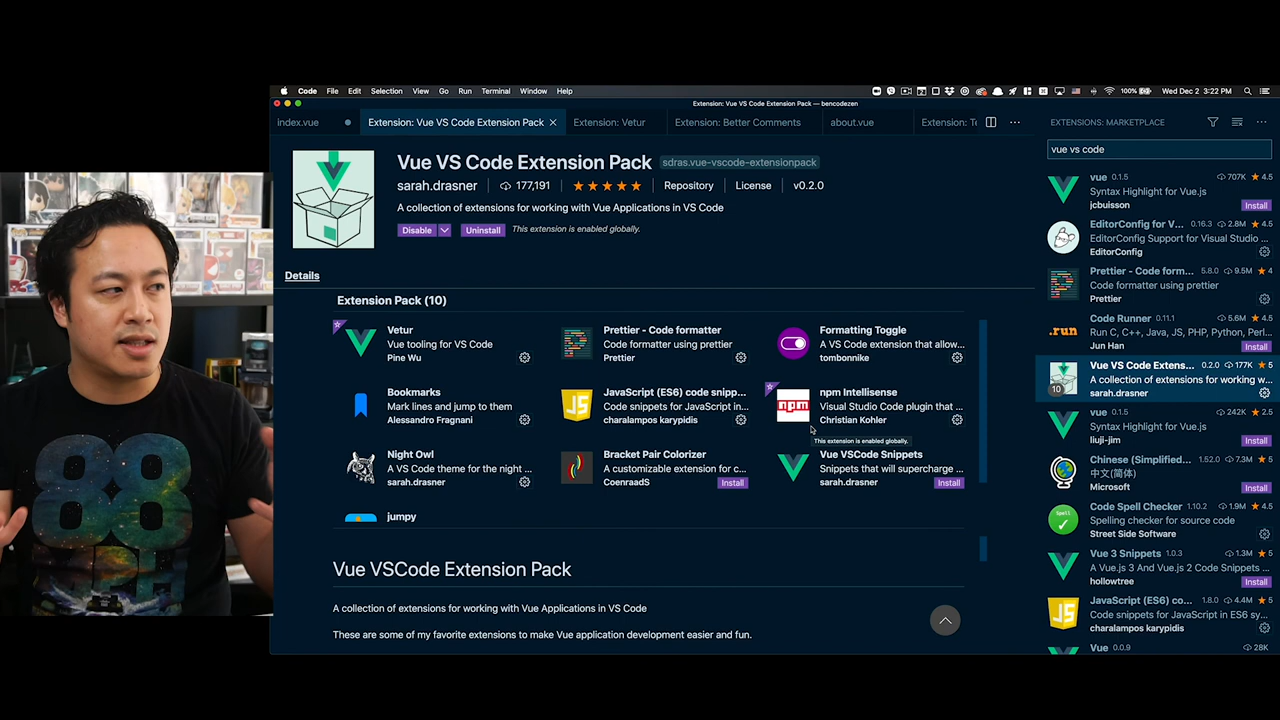 Code File Edit Selection View Go Run Terminal Window Help 100% Wed Dec 2 3:22 PM
Extension: Vue VS Code Extension Pack — bencodezen
index.vue Extension: Vue VS Code Extension Pack Extension: Vetur Extension: Better Comments about.vue Extension: Te
Vue VS Code Extension Pack sdras.vue-vscode-extensionpack
sarah.drasner 177,191 Repository License v0.2.0
A collection of extensions for working with Vue Applications in VS Code
Disable Uninstall This extension is enabled globally.
Details
Extension Pack (10)
Vetur
Vue tooling for VS Code
Pine Wu
Prettier - Code formatter
Code formatter using prettier
Prettier
Formatting Toggle
A VS Code extension that allow...
tombonnike
Bookmarks
Mark lines and jump to them
Alessandro Fragnani
JS
JavaScript (ES6) code snipp...
Code snippets for JavaScript in...
charalampos karypidis
npm
npm Intellisense
Visual Studio Code plugin that ...
Christian Kohler
This extension is enabled globally.
Night Owl
A VS Code theme for the night ...
sarah.drasner
Bracket Pair Colorizer
A customizable extension for c...
CoenraadS
Install
Vue VSCode Snippets
Snippets that will supercharge ...
sarah.drasner
Install
jumpy
Vue VSCode Extension Pack
A collection of extensions for working with Vue Applications in VS Code
These are some of my favorite extensions to make Vue application development easier and fun.
EXTENSIONS: MARKETPLACE
vue vs code
vue 0.1.5 707K 4.5
Syntax Highlight for Vue.js
jcbuisson Install
EditorConfig for V... 0.16.3 2.8M 4.5
EditorConfig Support for Visual Studio ...
EditorConfig
Prettier - Code form... 5.8.0 9.5M 4
Code formatter using prettier
Prettier
.run
Code Runner 0.11.1 5.6M 4.5
Run C, C++, Java, JS, PHP, Python, Perl...
Jun Han Install
10
Vue VS Code Extens... 0.2.0 177K 5
A collection of extensions for working w...
sarah.drasner
vue 0.1.5 242K 2.5
Syntax Highlight for Vue.js
liuji-jim Install
Chinese (Simplified... 1.52.0 7.3M 5
中文(简体)
Microsoft Install
Spell
Code Spell Checker 1.10.2 1.9M 4.5
Spelling checker for source code
Street Side Software
Vue 3 Snippets 1.0.3 1.3M 5
A Vue.js 3 And Vue.js 2 Code Snippets ...
hollowtree Install
JS
JavaScript (ES6) co... 1.8.0 4.4M 5
Code snippets for JavaScript in ES6 sy...
charalampos karypidis
Vue 0.0.9 28K
88